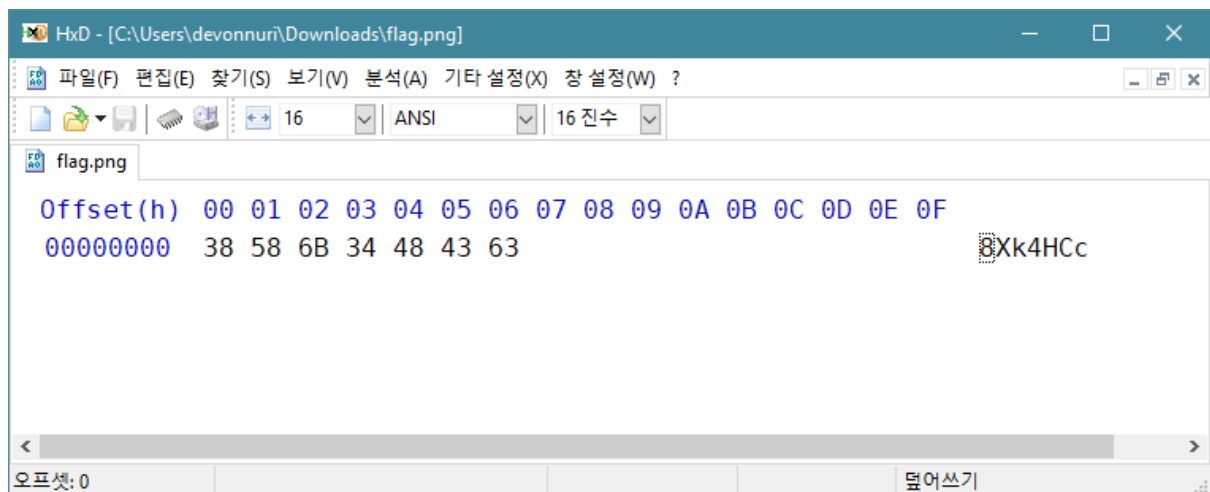 HxD - [C:\Users\devonnuri\Downloads\flag.png]
파일(F) 편집(E) 찾기(S) 보기(V) 분석(A) 기타 설정(X) 창 설정(W) ?
16 ANSI 16 진수
flag.png
Offset(h) 00 01 02 03 04 05 06 07 08 09 0A 0B 0C 0D 0E 0F
00000000 38 58 6B 34 48 43 63 8Xk4HCc
오프셋: 0 덮어쓰기